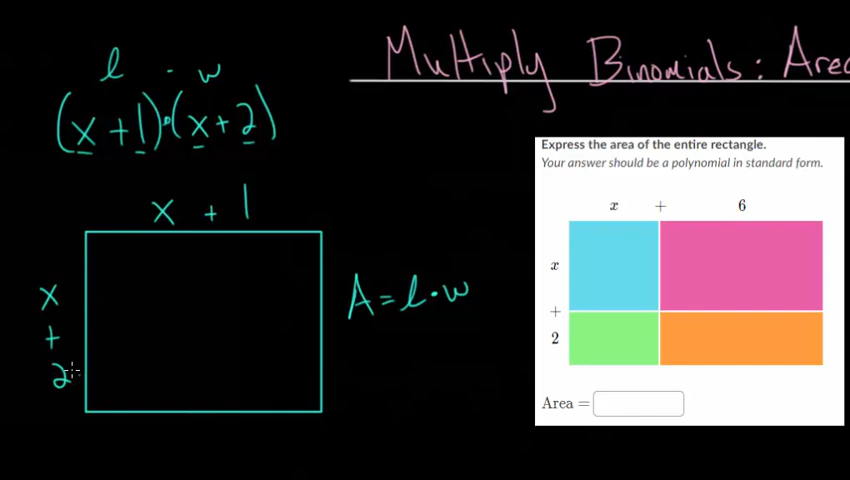 Multiply Binomials: Area
l · w
(x + 1)·(x + 2)
x + 1
x
+
2
A = l · w
Express the area of the entire rectangle.
Your answer should be a polynomial in standard form.
x + 6
x
+
2
Area =